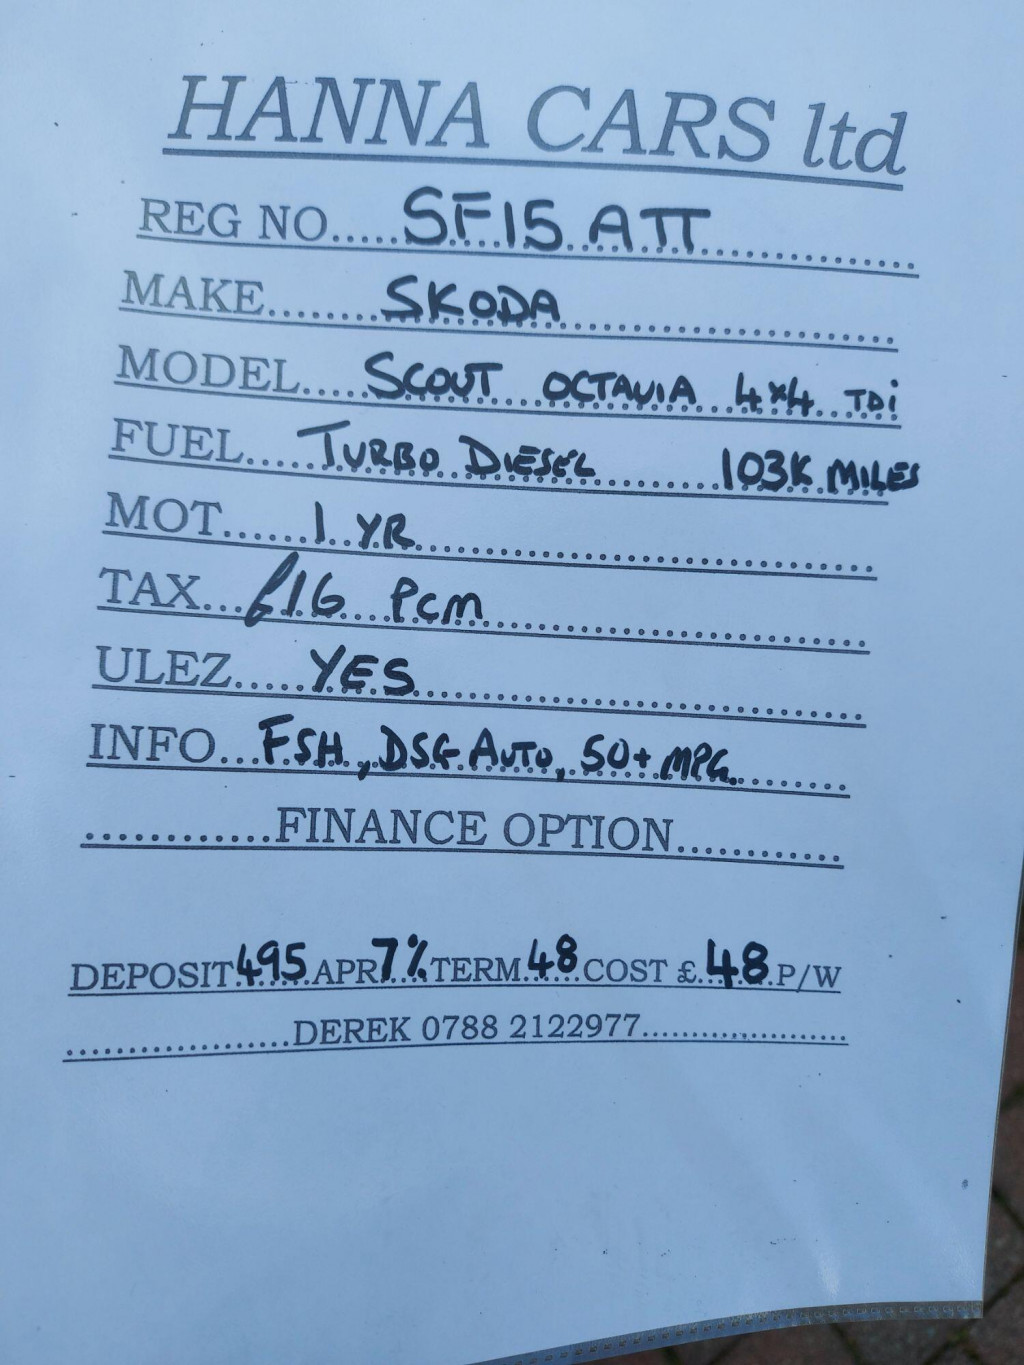 HANNA CARS ltd
REG NO.....SF15 ATT
MAKE........SKODA
MODEL....SCOUT OCTAVIA 4x4 TDi
FUEL.....TURBO DIESEL 103K MILES
MOT......1 YR
TAX...£16 PCM
ULEZ.....YES
INFO...FSH, DSG AUTO, 50+ MPG
............FINANCE OPTION............
DEPOSIT 495 APR 7% TERM 48 COST £ 48 P/W
....................DEREK 0788 2122977....................